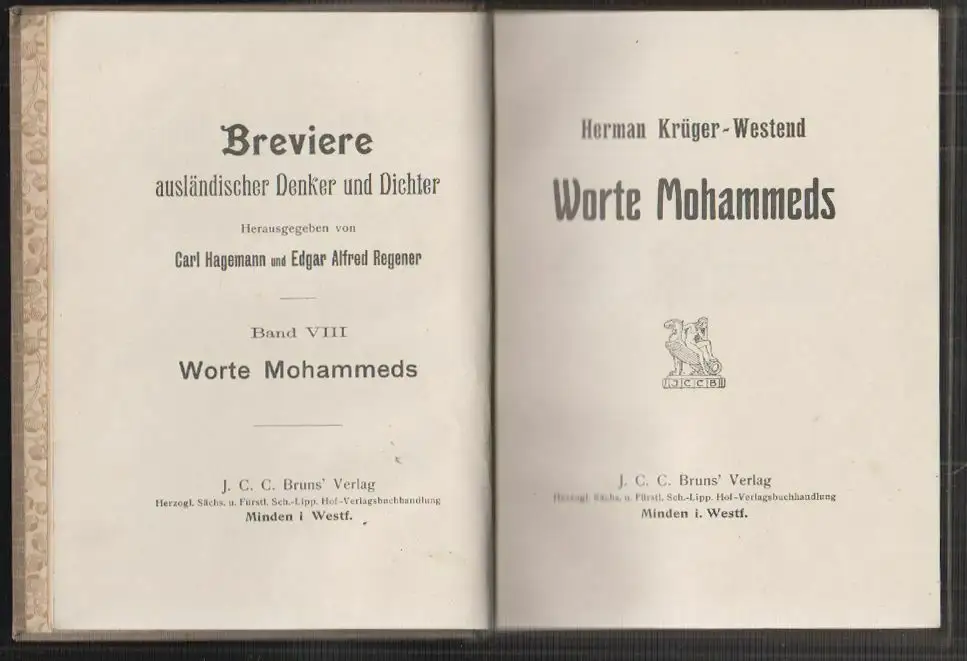 Breviere
ausländischer Denker und Dichter
Herausgegeben von
Carl Hagemann und Edgar Alfred Regener
Band VIII
Worte Mohammeds
J. C. C. Bruns' Verlag
Herzogl. Sächs. u. Fürstl. Sch.-Lipp. Hof-Verlagsbuchhandlung
Minden i Westf.
Herman Krüger-Westend
Worte Mohammeds
JCCB
J. C. C. Bruns' Verlag
Herzogl. Sächs. u. Fürstl. Sch.-Lipp. Hof-Verlagsbuchhandlung
Minden i. Westf.